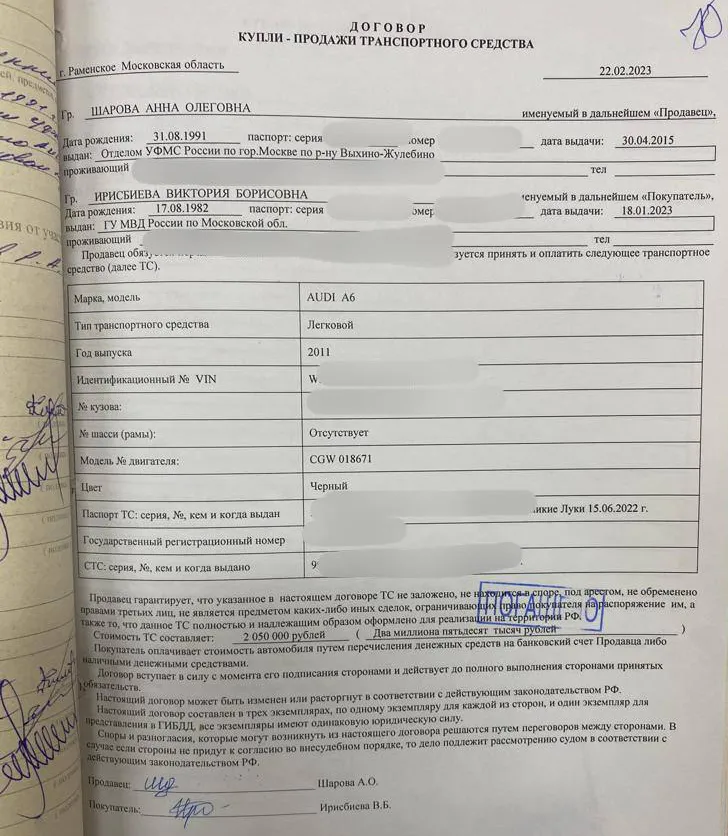 ДОГОВОР
КУПЛИ - ПРОДАЖИ ТРАНСПОРТНОГО СРЕДСТВА
г. Раменское Московская область
22.02.2023
Гр. ШАРОВА АННА ОЛЕГОВНА именуемый в дальнейшем «Продавец»,
Дата рождения: 31.08.1991 паспорт: серия омер дата выдачи: 30.04.2015
выдан: Отделом УФМС России по гор.Москве по р-ну Выхино-Жулебино
проживающий тел
Гр. ИРИСБИЕВА ВИКТОРИЯ БОРИСОВНА менуемый в дальнейшем «Покупатель»,
Дата рождения: 17.08.1982 паспорт: серия омер дата выдачи: 18.01.2023
выдан: ГУ МВД России по Московской обл.
проживающий тел
Продавец обяз зуется принять и оплатить следующее транспортное
средство (далее ТС).
Марка, модель AUDI A6
Тип транспортного средства Легковой
Год выпуска 2011
Идентификационный № VIN W
№ кузова:
№ шасси (рамы): Отсутствует
Модель № двигателя: CGW 018671
Цвет Черный
Паспорт ТС: серия, №, кем и когда выдан икие Луки 15.06.2022 г.
Государственный регистрационный номер
СТС: серия, №, кем и когда выдано 9
Продавец гарантирует, что указанное в настоящем договоре ТС не заложено, не находится в споре, под арестом, не обременено
правами третьих лиц, не является предметом каких-либо иных сделок, ограничивающих право покупателя на распоряжение им, а
также то, что данное ТС полностью и надлежащим образом оформлено для реализации на территории РФ.
Стоимость ТС составляет: 2 050 000 рублей ( Два миллиона пятьдесят тысяч рублей )
Покупатель оплачивает стоимость автомобиля путем перечисления денежных средств на банковский счет Продавца либо
наличными денежными средствами.
Договор вступает в силу с момента его подписания сторонами и действует до полного выполнения сторонами принятых
обязательств.
Настоящий договор может быть изменен или расторгнут в соответствии с действующим законодательством РФ.
Настоящий договор составлен в трех экземплярах, по одному экземпляру для каждой из сторон, и один экземпляр для
представления в ГИБДД, все экземпляры имеют одинаковую юридическую силу.
Споры и разногласия, которые могут возникнуть из настоящего договора решаются путем переговоров между сторонами. В
случае если стороны не придут к согласию во внесудебном порядке, то дело подлежит рассмотрению судом в соответствии с
действующим законодательством РФ.
Продавец: Шарова А.О.
Покупатель: Ирисбиева В.Б.